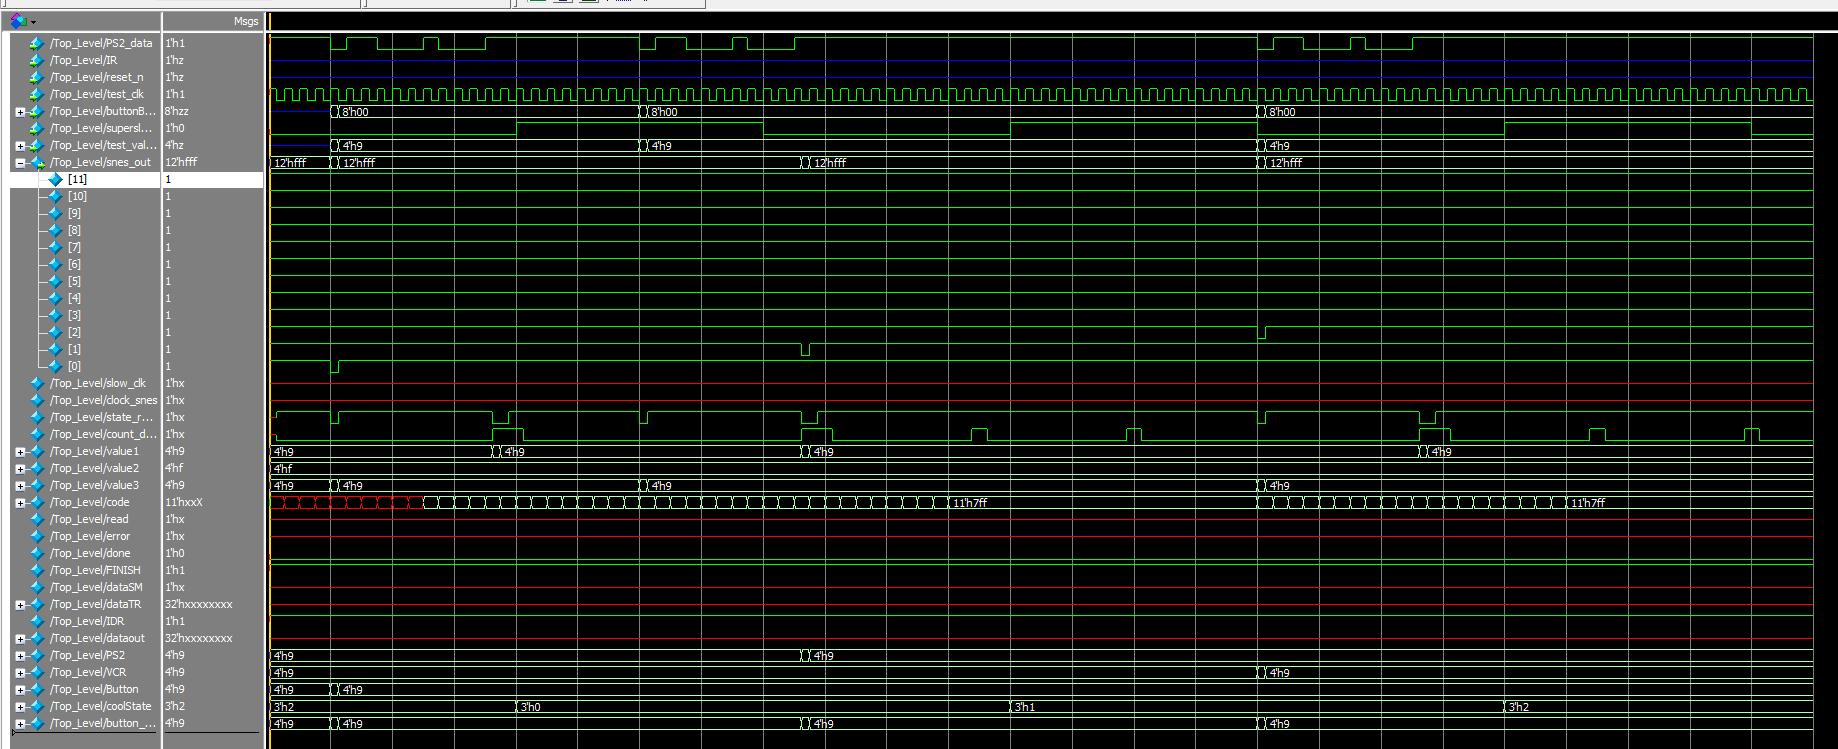 Msgs
/Top_Level/PS2_data 1'h1
/Top_Level/IR 1'hz
/Top_Level/reset_n 1'hz
/Top_Level/test_clk 1'h1
/Top_Level/buttonB... 8'hzz 8'h00 8'h00 8'h00
/Top_Level/supersl... 1'h0
/Top_Level/test_val... 4'hz 4'h9 4'h9 4'h9
/Top_Level/snes_out 12'hfff 12'hfff 12'hfff 12'hfff 12'hfff
[11] 1
[10] 1
[9] 1
[8] 1
[7] 1
[6] 1
[5] 1
[4] 1
[3] 1
[2] 1
[1] 1
[0] 1
/Top_Level/slow_clk 1'hx
/Top_Level/clock_snes 1'hx
/Top_Level/state_r... 1'hx
/Top_Level/count_d... 1'hx
/Top_Level/value1 4'h9 4'h9 4'h9 4'h9 4'h9
/Top_Level/value2 4'hf 4'hf
/Top_Level/value3 4'h9 4'h9 4'h9 4'h9 4'h9
/Top_Level/code 11'hxxX 11'h7ff 11'h7ff
/Top_Level/read 1'hx
/Top_Level/error 1'hx
/Top_Level/done 1'h0
/Top_Level/FINISH 1'h1
/Top_Level/dataSM 1'hx
/Top_Level/dataTR 32'hxxxxxxxx
/Top_Level/IDR 1'h1
/Top_Level/dataout 32'hxxxxxxxx
/Top_Level/PS2 4'h9 4'h9 4'h9
/Top_Level/VCR 4'h9 4'h9 4'h9
/Top_Level/Button 4'h9 4'h9 4'h9
/Top_Level/coolState 3'h2 3'h2 3'h0 3'h1 3'h2
/Top_Level/button_... 4'h9 4'h9 4'h9 4'h9 4'h9